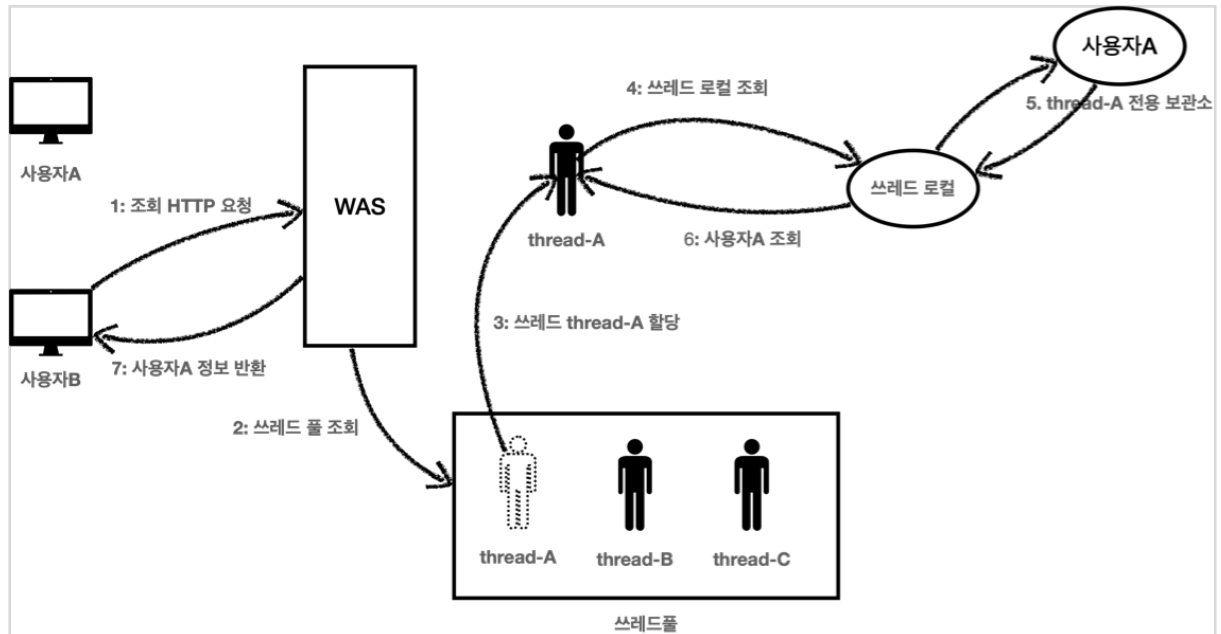 사용자A
사용자A
5. thread-A 전용 보관소
4: 쓰레드 로컬 조회
쓰레드 로컬
WAS
1: 조회 HTTP 요청
thread-A
6: 사용자A 조회
3: 쓰레드 thread-A 할당
7: 사용자A 정보 반환
사용자B
2: 쓰레드 풀 조회
thread-A
thread-B
thread-C
쓰레드풀